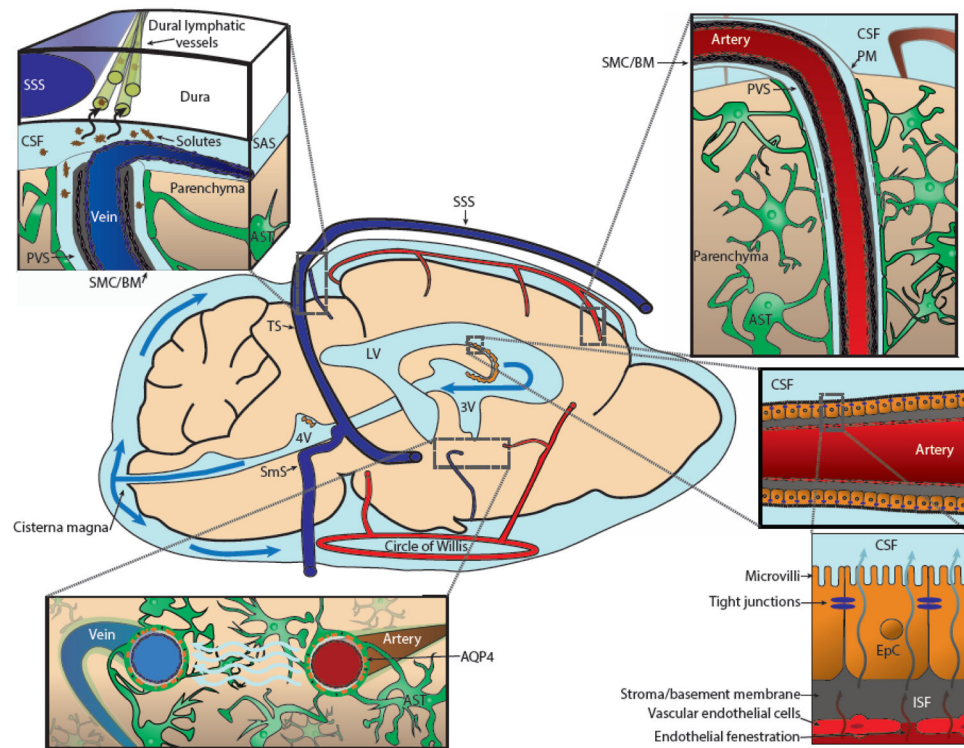 Dural lymphatic
vessels
SSS
Dura
CSF
Solutes
SAS
Parenchyma
Vein
AST
PVS
SMC/BM
Artery
CSF
PM
SMC/BM
PVS
Parenchyma
AST
SSS
TS
LV
3V
4V
SmS
Cisterna magna
Circle of Willis
CSF
Artery
CSF
Microvilli
Tight junctions
EpC
Stroma/basement membrane
ISF
Vascular endothelial cells
Endothelial fenestration
Vein
Artery
AQP4
AST